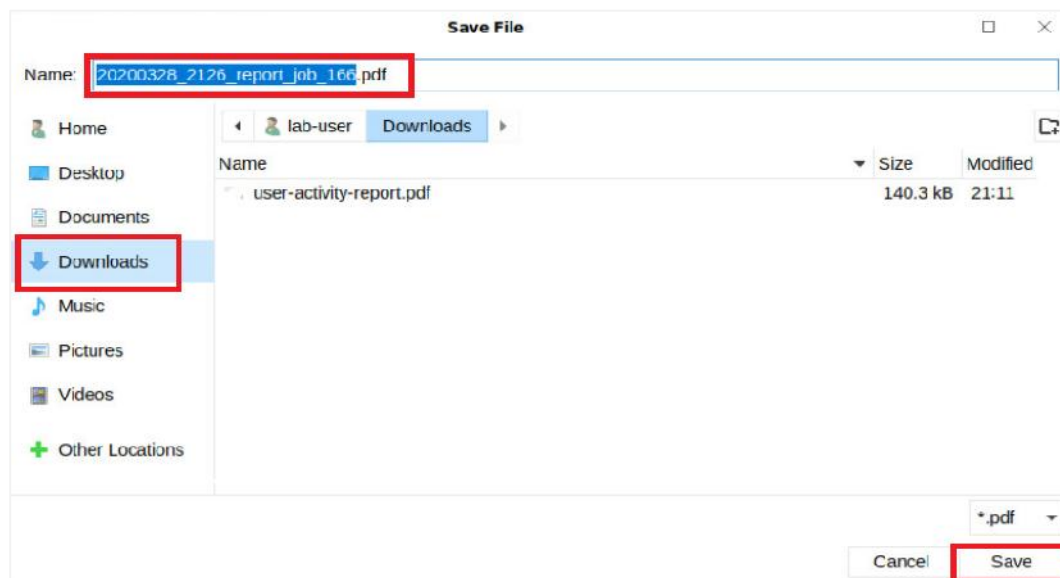 Save File
Name: 20200328_2126_report_job_166.pdf
Home
lab-user Downloads
Desktop
Documents
Downloads
Music
Pictures
Videos
Other Locations
Name Size Modified
user-activity-report.pdf 140.3 kB 21:11
*.pdf
Cancel Save